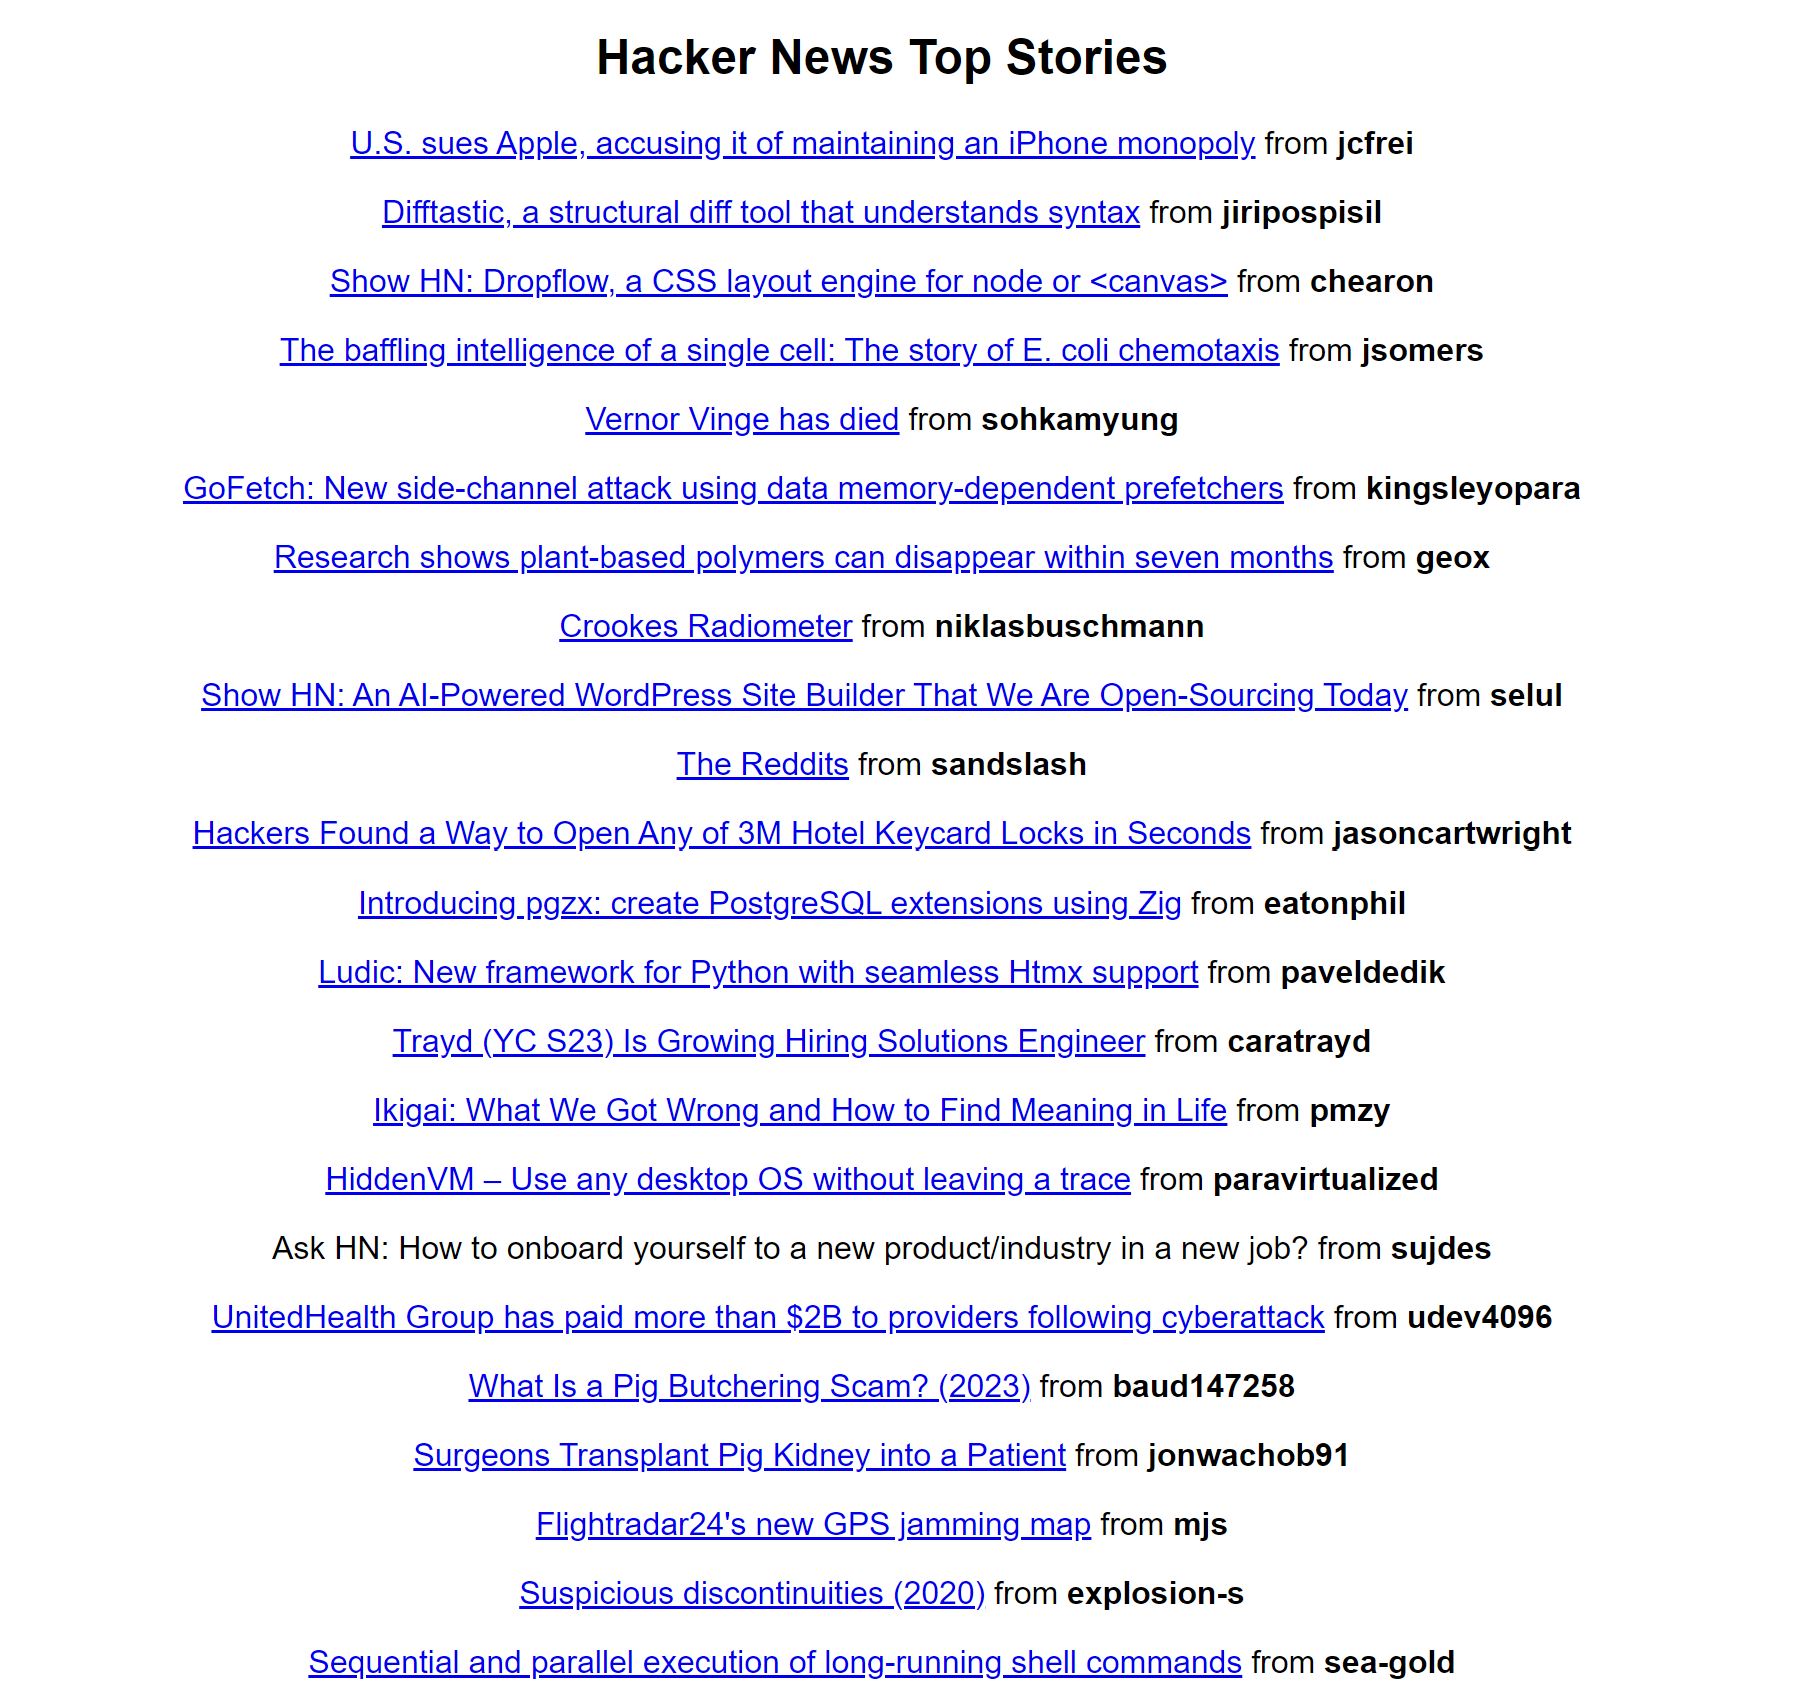 Hacker News Top Stories
U.S. sues Apple, accusing it of maintaining an iPhone monopoly from jcfrei
Difftastic, a structural diff tool that understands syntax from jiripospisil
Show HN: Dropflow, a CSS layout engine for node or <canvas> from chearon
The baffling intelligence of a single cell: The story of E. coli chemotaxis from jsomers
Vernor Vinge has died from sohkamyung
GoFetch: New side-channel attack using data memory-dependent prefetchers from kingsleyopara
Research shows plant-based polymers can disappear within seven months from geox
Crookes Radiometer from niklasbuschmann
Show HN: An AI-Powered WordPress Site Builder That We Are Open-Sourcing Today from selul
The Reddits from sandslash
Hackers Found a Way to Open Any of 3M Hotel Keycard Locks in Seconds from jasoncartwright
Introducing pgzx: create PostgreSQL extensions using Zig from eatonphil
Ludic: New framework for Python with seamless Htmx support from paveldedik
Trayd (YC S23) Is Growing Hiring Solutions Engineer from caratrayd
Ikigai: What We Got Wrong and How to Find Meaning in Life from pmzy
HiddenVM – Use any desktop OS without leaving a trace from paravirtualized
Ask HN: How to onboard yourself to a new product/industry in a new job? from sujdes
UnitedHealth Group has paid more than $2B to providers following cyberattack from udev4096
What Is a Pig Butchering Scam? (2023) from baud147258
Surgeons Transplant Pig Kidney into a Patient from jonwachob91
Flightradar24's new GPS jamming map from mjs
Suspicious discontinuities (2020) from explosion-s
Sequential and parallel execution of long-running shell commands from sea-gold